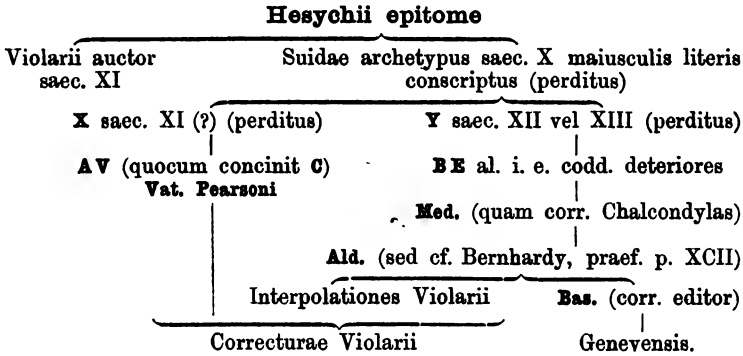 Hesychii epitome
Violarii auctor
saec. XI
Suidae archetypus saec. X maiusculis literis
conscriptus (perditus)
X saec. XI (?) (perditus)
Y saec. XII vel XIII (perditus)
AV (quocum concinit C)
Vat. Pearsoni
BE al. i. e. codd. deteriores
Med. (quam corr. Chalcondylas)
Ald. (sed cf. Bernhardy, praef. p. XCII)
Interpolationes Violarii
Bas. (corr. editor)
Correcturae Violarii
Genevensis.